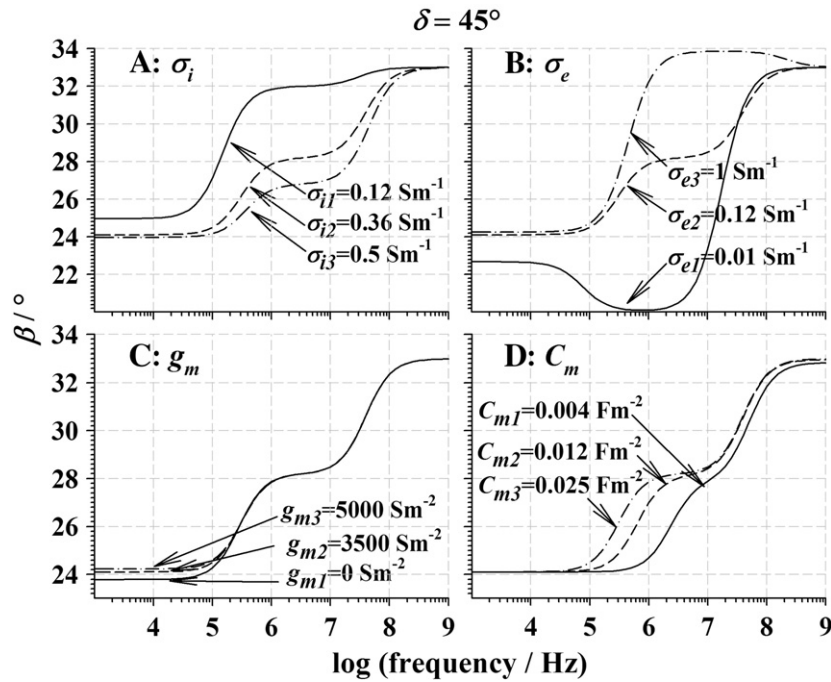 δ = 45°
A: σi
B: σe
34
32
30
28
26
24
22
σi1=0.12 Sm⁻¹
σi2=0.36 Sm⁻¹
σi3=0.5 Sm⁻¹
σe3=1 Sm⁻¹
σe2=0.12 Sm⁻¹
σe1=0.01 Sm⁻¹
β / °
C: gm
D: Cm
34
32
30
28
26
24
gm3=5000 Sm⁻²
gm2=3500 Sm⁻²
gm1=0 Sm⁻²
Cm1=0.004 Fm⁻²
Cm2=0.012 Fm⁻²
Cm3=0.025 Fm⁻²
4 5 6 7 8 9 4 5 6 7 8 9
log (frequency / Hz)